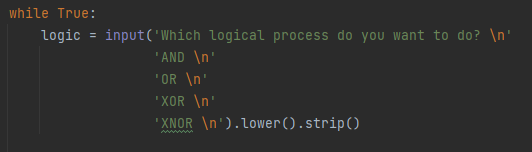 while True:
    logic = input('Which logical process do you want to do? \n'
                  'AND \n'
                  'OR \n'
                  'XOR \n'
                  'XNOR \n').lower().strip()